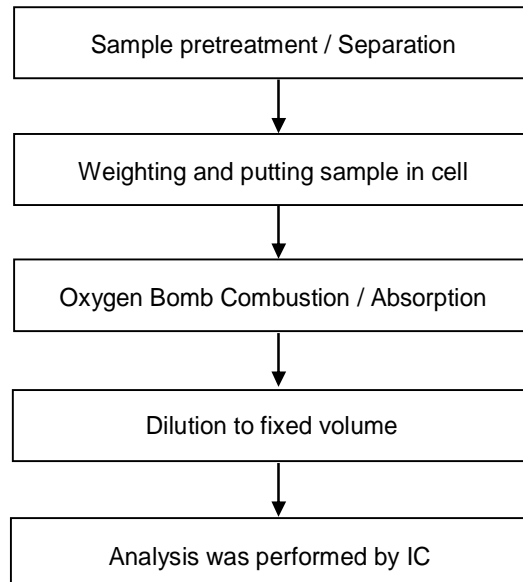 Sample pretreatment / Separation
Weighting and putting sample in cell
Oxygen Bomb Combustion / Absorption
Dilution to fixed volume
Analysis was performed by IC